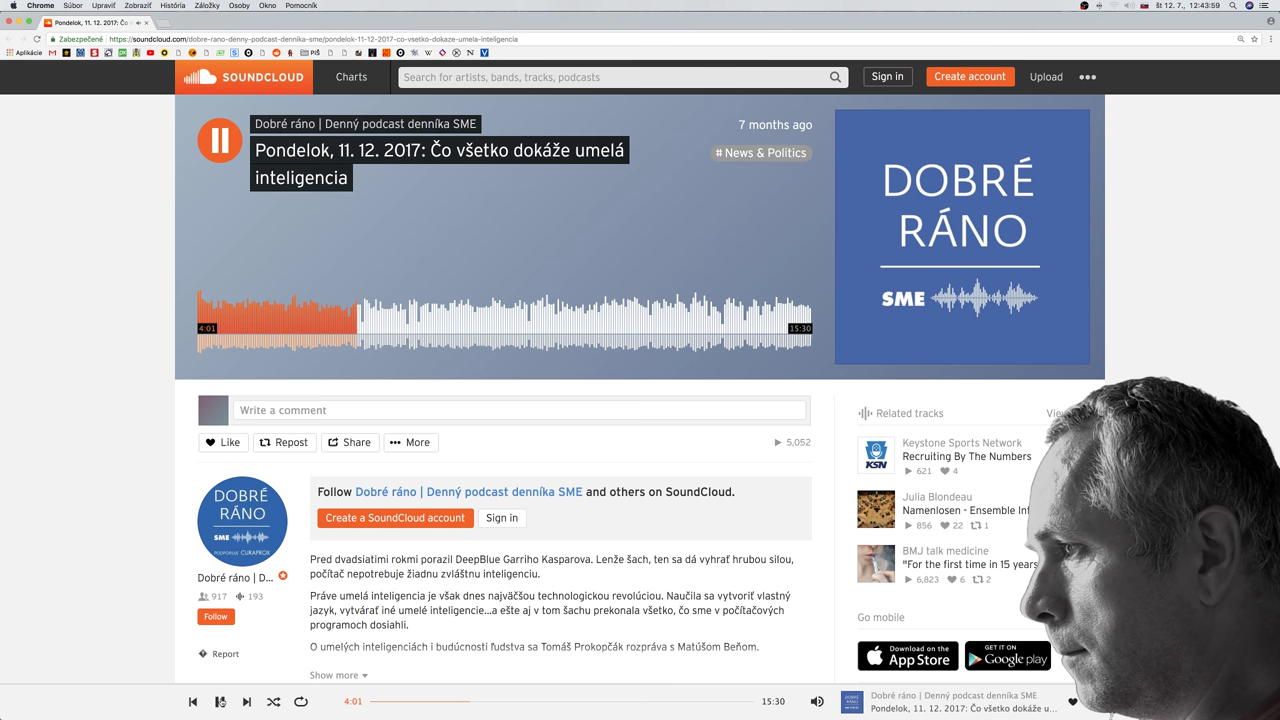 Chrome Súbor Upraviť Zobraziť História Záložky Osoby Okno Pomocník
št 12. 7., 12:43:59
Pondelok, 11. 12. 2017: Čo
Zabezpečené https://soundcloud.com/dobre-rano-denny-podcast-dennika-sme/pondelok-11-12-2017-co-vsetko-dokaze-umela-inteligencia
Aplikácie
PIŠ
SOUNDCLOUD
Charts
Search for artists, bands, tracks, podcasts
Sign in
Create account
Upload
Dobré ráno | Denný podcast denníka SME
Pondelok, 11. 12. 2017: Čo všetko dokáže umelá
inteligencia
7 months ago
# News & Politics
4:01
15:30
DOBRÉ
RÁNO
SME
Write a comment
Like
Repost
Share
More
5,052
DOBRÉ
RÁNO
SME
PODPORUJE CURAPROX
Dobré ráno | D...
917
193
Follow
Report
Follow Dobré ráno | Denný podcast denníka SME and others on SoundCloud.
Create a SoundCloud account
Sign in
Pred dvadsiatimi rokmi porazil DeepBlue Garriho Kasparova. Lenže šach, ten sa dá vyhrať hrubou silou,
počítač nepotrebuje žiadnu zvláštnu inteligenciu.
Práve umelá inteligencia je však dnes najväčšou technologickou revolúciou. Naučila sa vytvoriť vlastný
jazyk, vytvárať iné umelé inteligencie...a ešte aj v tom šachu prekonala všetko, čo sme v počítačových
programoch dosiahli.
O umelých inteligenciách i budúcnosti ľudstva sa Tomáš Prokopčák rozpráva s Matúšom Beňom.
Show more
Related tracks
KSN
Keystone Sports Network
Recruiting By The Numbers
621 4
Julia Blondeau
Namenlosen - Ensemble
856 22 1
BMJ talk medicine
"For the first time in 15 years
6,823 6 2
Go mobile
Download on the
App Store
GET IT ON
Google play
4:01
15:30
Dobré ráno | Denný podcast denníka SME
Pondelok, 11. 12. 2017: Čo všetko dokáže u...